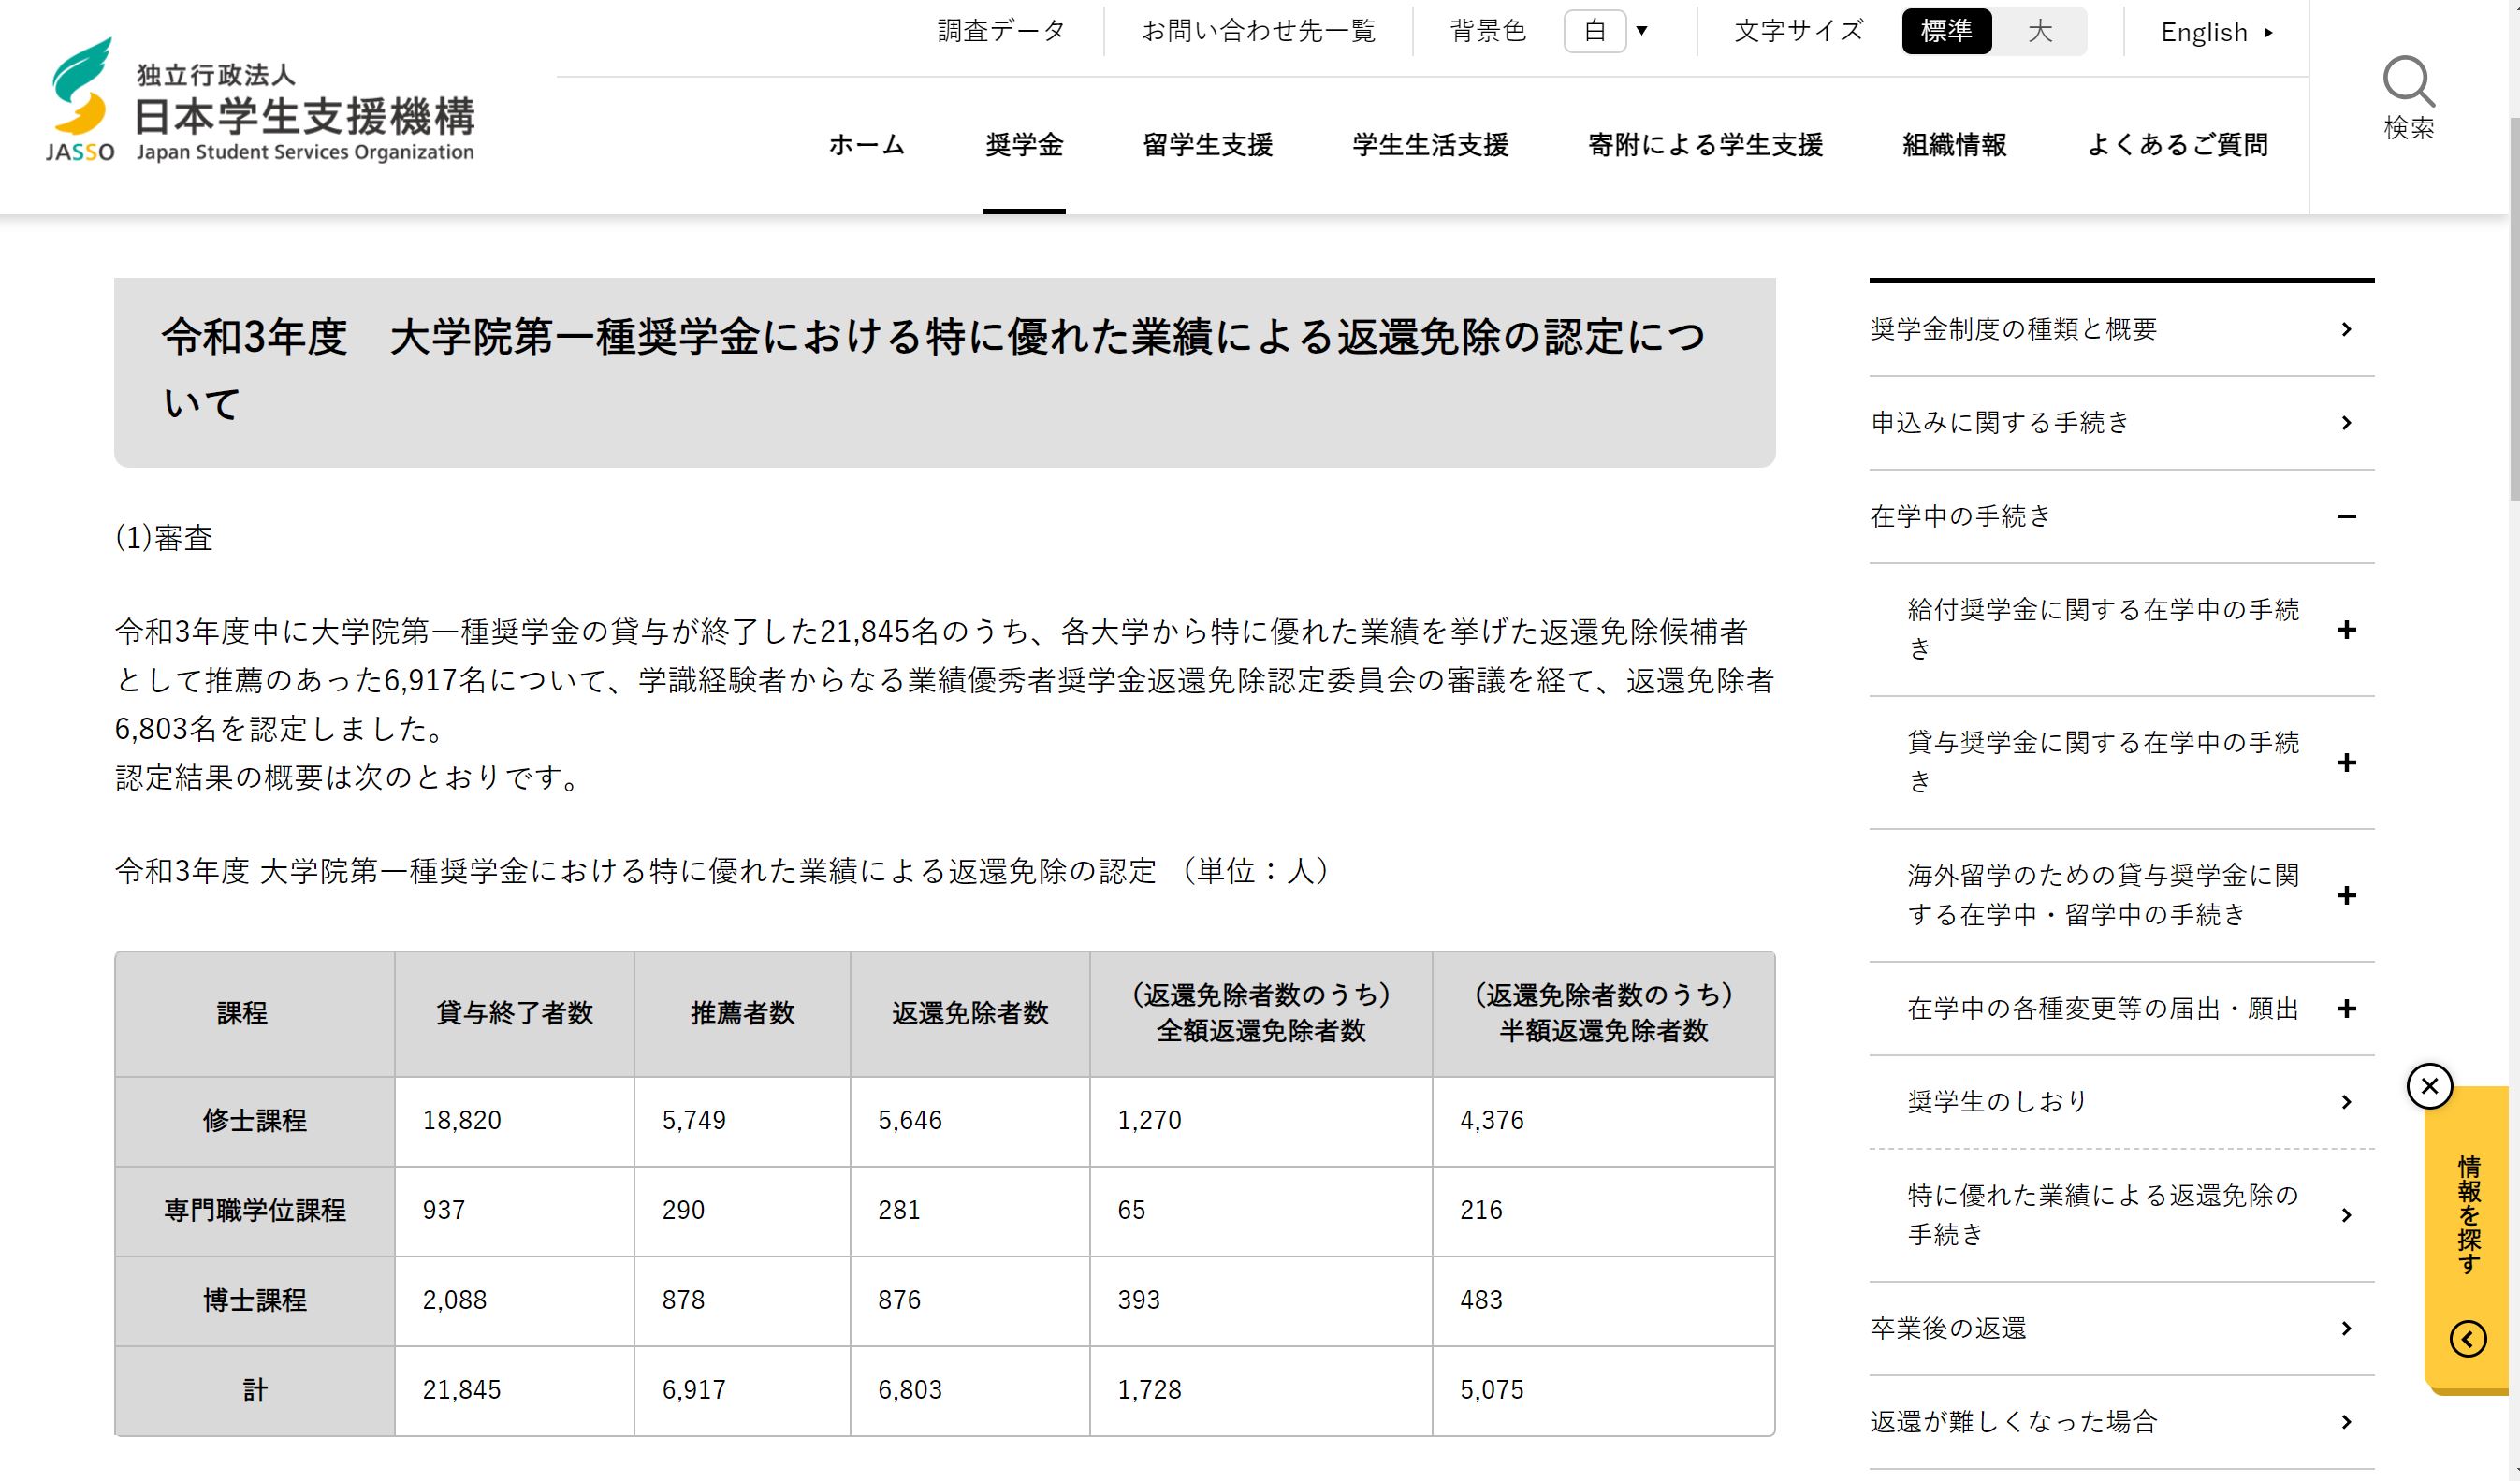 調査データ お問い合わせ先一覧 背景色 白 ▼ 文字サイズ 標準 大 English ▸
独立行政法人
日本学生支援機構
JASSO Japan Student Services Organization
ホーム 奨学金 留学生支援 学生生活支援 寄附による学生支援 組織情報 よくあるご質問
検索
令和3年度　大学院第一種奨学金における特に優れた業績による返還免除の認定につ
いて
(1)審査
令和3年度中に大学院第一種奨学金の貸与が終了した21,845名のうち、各大学から特に優れた業績を挙げた返還免除候補者
として推薦のあった6,917名について、学識経験者からなる業績優秀者奨学金返還免除認定委員会の審議を経て、返還免除者
6,803名を認定しました。
認定結果の概要は次のとおりです。
令和3年度 大学院第一種奨学金における特に優れた業績による返還免除の認定 （単位：人）
課程 貸与終了者数 推薦者数 返還免除者数 （返還免除者数のうち） （返還免除者数のうち）
全額返還免除者数 半額返還免除者数
修士課程 18,820 5,749 5,646 1,270 4,376
専門職学位課程 937 290 281 65 216
博士課程 2,088 878 876 393 483
計 21,845 6,917 6,803 1,728 5,075
奨学金制度の種類と概要
申込みに関する手続き
在学中の手続き
給付奨学金に関する在学中の手続
き
貸与奨学金に関する在学中の手続
き
海外留学のための貸与奨学金に関
する在学中・留学中の手続き
在学中の各種変更等の届出・願出
奨学生のしおり
特に優れた業績による返還免除の
手続き
卒業後の返還
返還が難しくなった場合
情報を探す